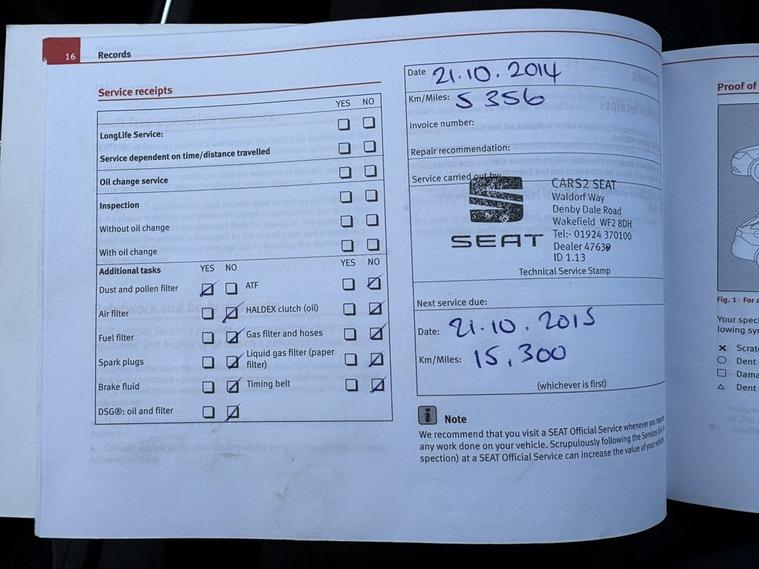 16 Records
Service receipts
YES NO
LongLife Service:
Service dependent on time/distance travelled
Oil change service
Inspection
Without oil change
With oil change
Additional tasks YES NO YES NO
Dust and pollen filter ATF
Air filter HALDEX clutch (oil)
Fuel filter Gas filter and hoses
Spark plugs Liquid gas filter (paper
filter)
Brake fluid Timing belt
DSG®: oil and filter
Date 21.10.2014
Km/Miles: 5 356
Invoice number:
Repair recommendation:
Service carried out by:
SEAT
CARS2 SEAT
Waldorf Way
Denby Dale Road
Wakefield WF2 8DH
Tel:- 01924 370100
Dealer 47639
ID 1.13
Technical Service Stamp
Next service due:
Date: 21.10.2015
Km/Miles: 15,300
(whichever is first)
i Note
We recommend that you visit a SEAT Official Service whenever you
any work done on your vehicle. Scrupulously following the Services
spection) at a SEAT Official Service can increase the value of your vehicle
Proof of
Fig. 1 For
Your speci
lowing sy
Scrat
Dent
Dama
Dent